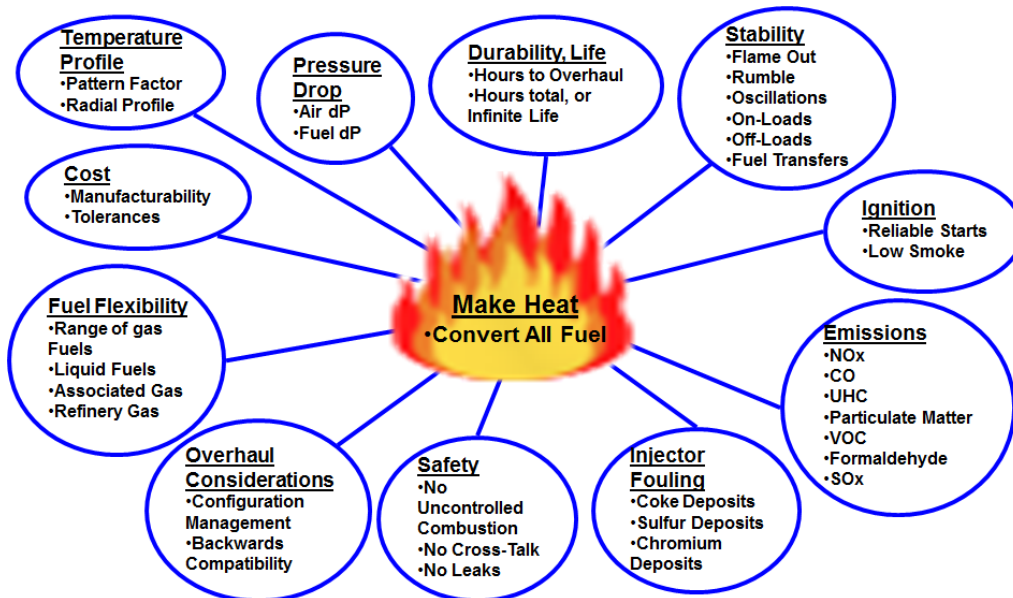 Temperature
Profile
•Pattern Factor
•Radial Profile
Pressure
Drop
•Air dP
•Fuel dP
Durability, Life
•Hours to Overhaul
•Hours total, or
Infinite Life
Stability
•Flame Out
•Rumble
•Oscillations
•On-Loads
•Off-Loads
•Fuel Transfers
Cost
•Manufacturability
•Tolerances
Ignition
•Reliable Starts
•Low Smoke
Make Heat
•Convert All Fuel
Fuel Flexibility
•Range of gas
Fuels
•Liquid Fuels
•Associated Gas
•Refinery Gas
Emissions
•NOx
•CO
•UHC
•Particulate Matter
•VOC
•Formaldehyde
•SOx
Overhaul
Considerations
•Configuration
Management
•Backwards
Compatibility
Safety
•No
Uncontrolled
Combustion
•No Cross-Talk
•No Leaks
Injector
Fouling
•Coke Deposits
•Sulfur Deposits
•Chromium
Deposits